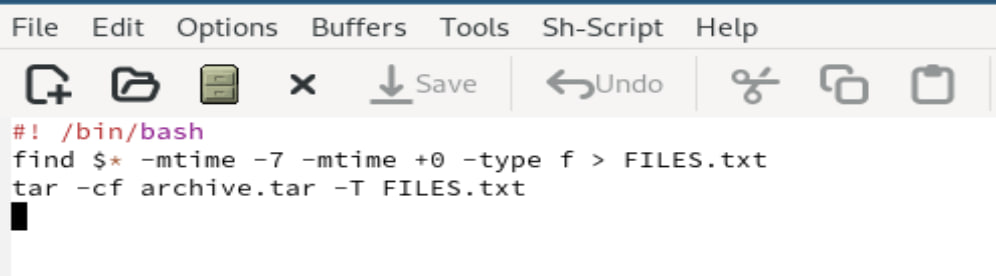 File Edit Options Buffers Tools Sh-Script Help
Save Undo
#! /bin/bash
find $* -mtime -7 -mtime +0 -type f > FILES.txt
tar -cf archive.tar -T FILES.txt